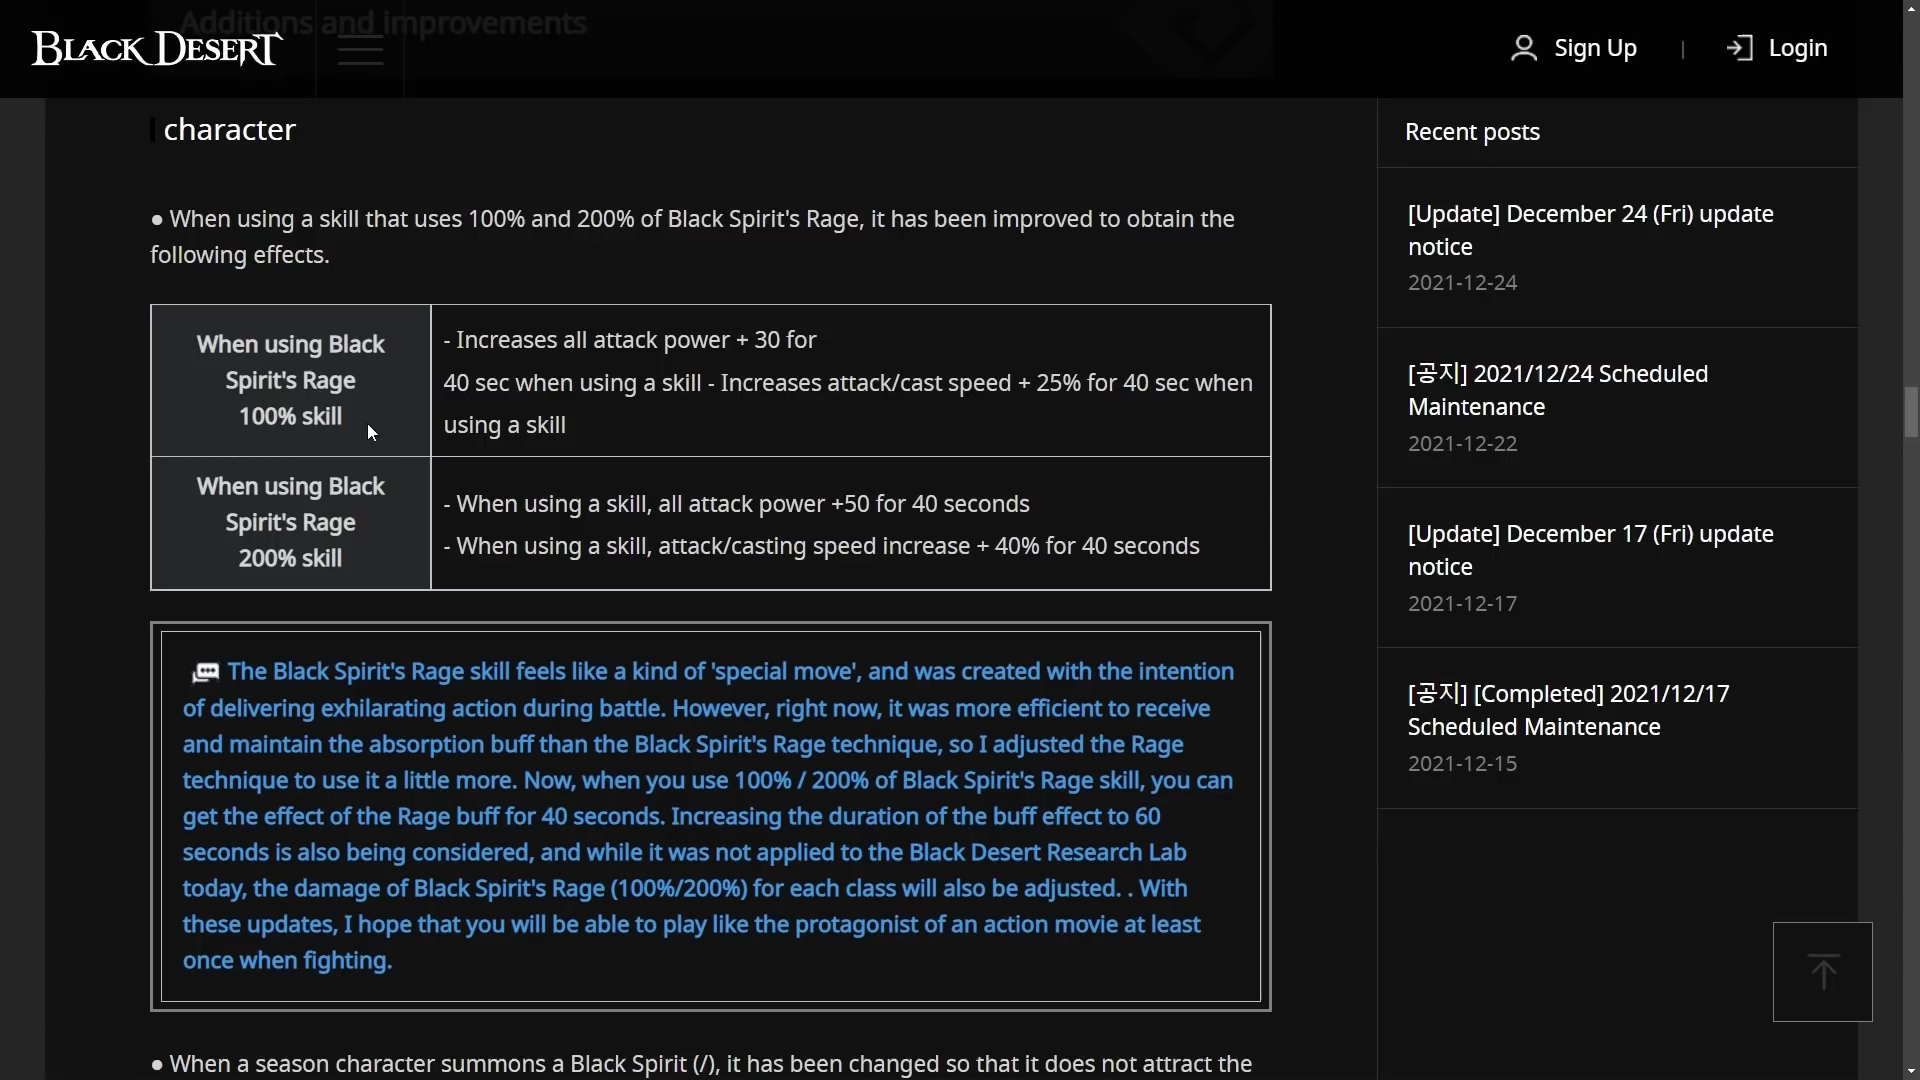 Additions and improvements
BLACK DESERT
Sign Up
Login
character
● When using a skill that uses 100% and 200% of Black Spirit's Rage, it has been improved to obtain the
following effects.
When using Black
Spirit's Rage
100% skill
- Increases all attack power + 30 for
40 sec when using a skill - Increases attack/cast speed + 25% for 40 sec when
using a skill
When using Black
Spirit's Rage
200% skill
- When using a skill, all attack power +50 for 40 seconds
- When using a skill, attack/casting speed increase + 40% for 40 seconds
The Black Spirit's Rage skill feels like a kind of 'special move', and was created with the intention
of delivering exhilarating action during battle. However, right now, it was more efficient to receive
and maintain the absorption buff than the Black Spirit's Rage technique, so I adjusted the Rage
technique to use it a little more. Now, when you use 100% / 200% of Black Spirit's Rage skill, you can
get the effect of the Rage buff for 40 seconds. Increasing the duration of the buff effect to 60
seconds is also being considered, and while it was not applied to the Black Desert Research Lab
today, the damage of Black Spirit's Rage (100%/200%) for each class will also be adjusted. . With
these updates, I hope that you will be able to play like the protagonist of an action movie at least
once when fighting.
● When a season character summons a Black Spirit (/), it has been changed so that it does not attract the
Recent posts
[Update] December 24 (Fri) update
notice
2021-12-24
[공지] 2021/12/24 Scheduled
Maintenance
2021-12-22
[Update] December 17 (Fri) update
notice
2021-12-17
[공지] [Completed] 2021/12/17
Scheduled Maintenance
2021-12-15